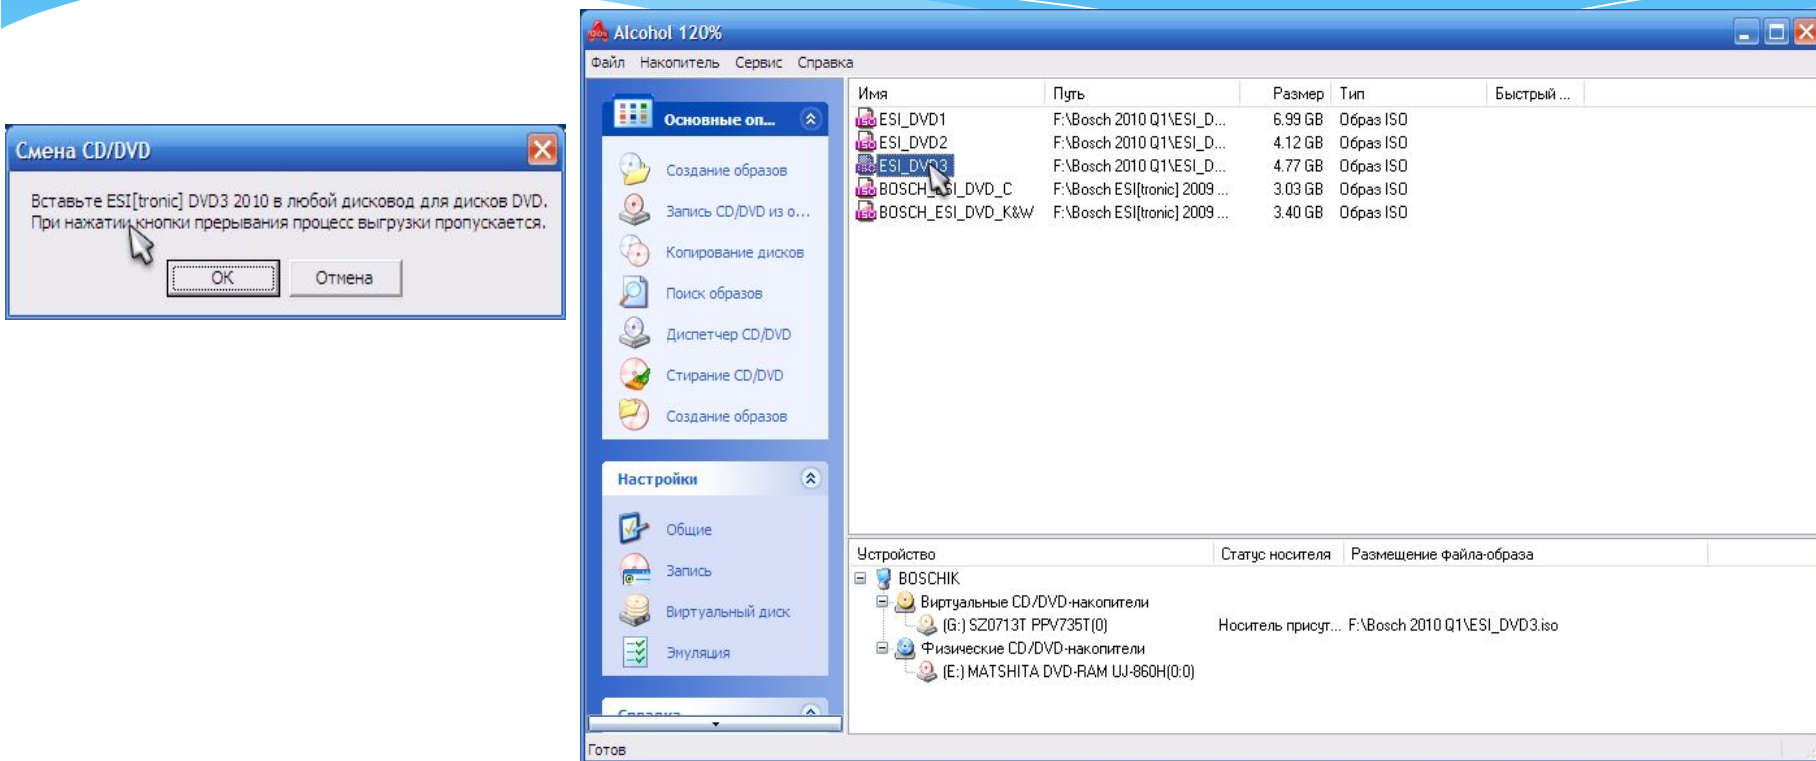 Смена CD/DVD
Вставьте ESI[tronic] DVD3 2010 в любой дисковод для дисков DVD.
При нажатии кнопки прерывания процесс выгрузки пропускается.
OK Отмена
Alcohol 120%
Файл Накопитель Сервис Справка
Основные оп...
Создание образов
Запись CD/DVD из о...
Копирование дисков
Поиск образов
Диспетчер CD/DVD
Стирание CD/DVD
Создание образов
Настройки
Общие
Запись
Виртуальный диск
Эмуляция
Справка
Имя Путь Размер Тип Быстрый ...
ESI_DVD1 F:\Bosch 2010 Q1\ESI_D... 6.99 GB Образ ISO
ESI_DVD2 F:\Bosch 2010 Q1\ESI_D... 4.12 GB Образ ISO
ESI_DVD3 F:\Bosch 2010 Q1\ESI_D... 4.77 GB Образ ISO
BOSCH_ESI_DVD_C F:\Bosch ESI[tronic] 2009 ... 3.03 GB Образ ISO
BOSCH_ESI_DVD_K&W F:\Bosch ESI[tronic] 2009 ... 3.40 GB Образ ISO
Устройство Статус носителя Размещение файла-образа
BOSCHIK
Виртуальные CD/DVD-накопители
(G:) SZ0713T PPV735T(0) Носитель присут... F:\Bosch 2010 Q1\ESI_DVD3.iso
Физические CD/DVD-накопители
(E:) MATSHITA DVD-RAM UJ-860H(0:0)
Готов